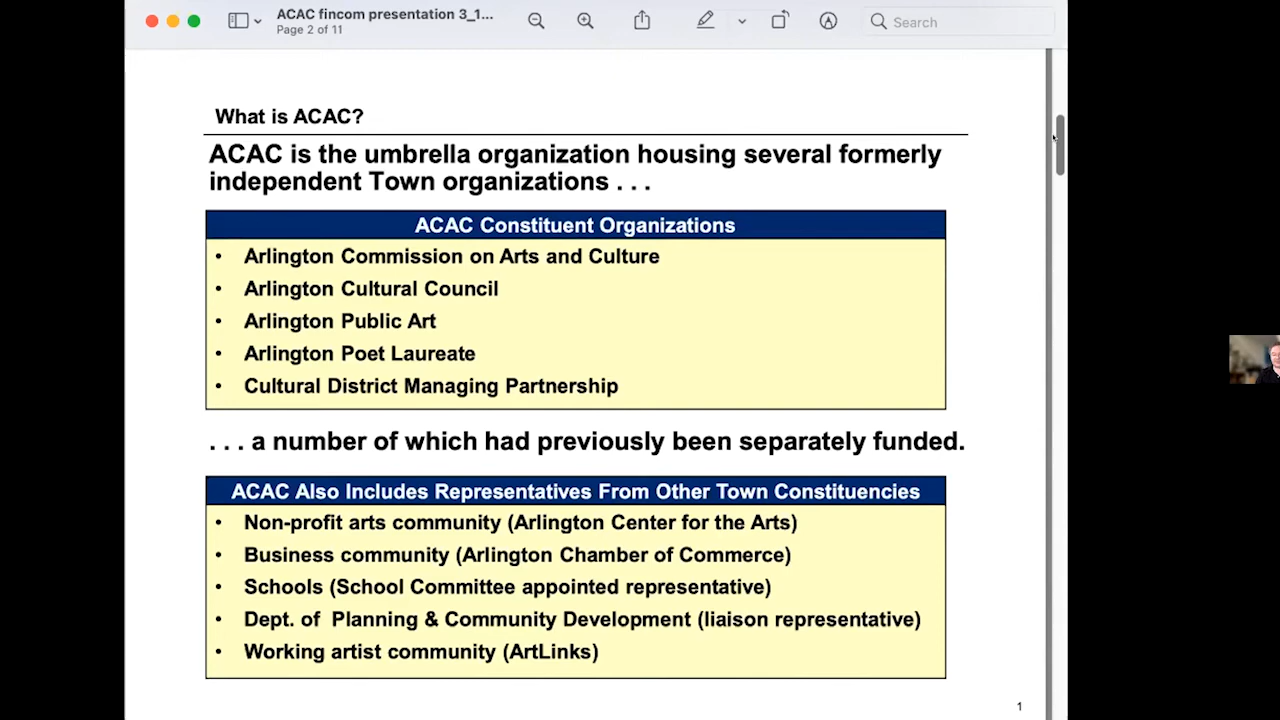 ACAC fincom presentation 3_1...
Page 2 of 11
Search
What is ACAC?
ACAC is the umbrella organization housing several formerly
independent Town organizations . . .
ACAC Constituent Organizations
• Arlington Commission on Arts and Culture
• Arlington Cultural Council
• Arlington Public Art
• Arlington Poet Laureate
• Cultural District Managing Partnership
. . . a number of which had previously been separately funded.
ACAC Also Includes Representatives From Other Town Constituencies
• Non-profit arts community (Arlington Center for the Arts)
• Business community (Arlington Chamber of Commerce)
• Schools (School Committee appointed representative)
• Dept. of Planning & Community Development (liaison representative)
• Working artist community (ArtLinks)
1